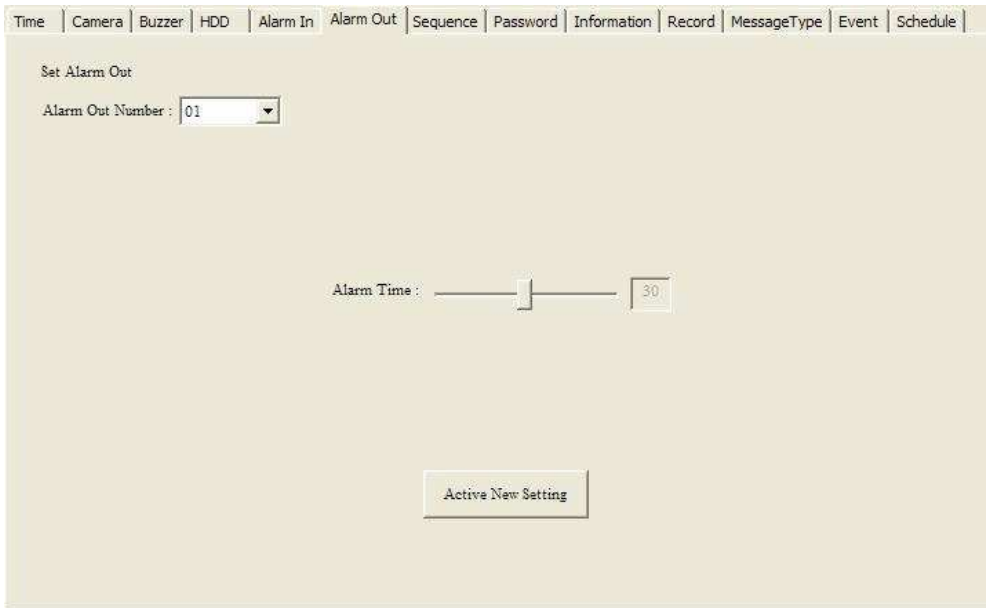 Time Camera Buzzer HDD Alarm In Alarm Out Sequence Password Information Record MessageType Event Schedule
Set Alarm Out
Alarm Out Number : 01
Alarm Time : 30
Active New Setting